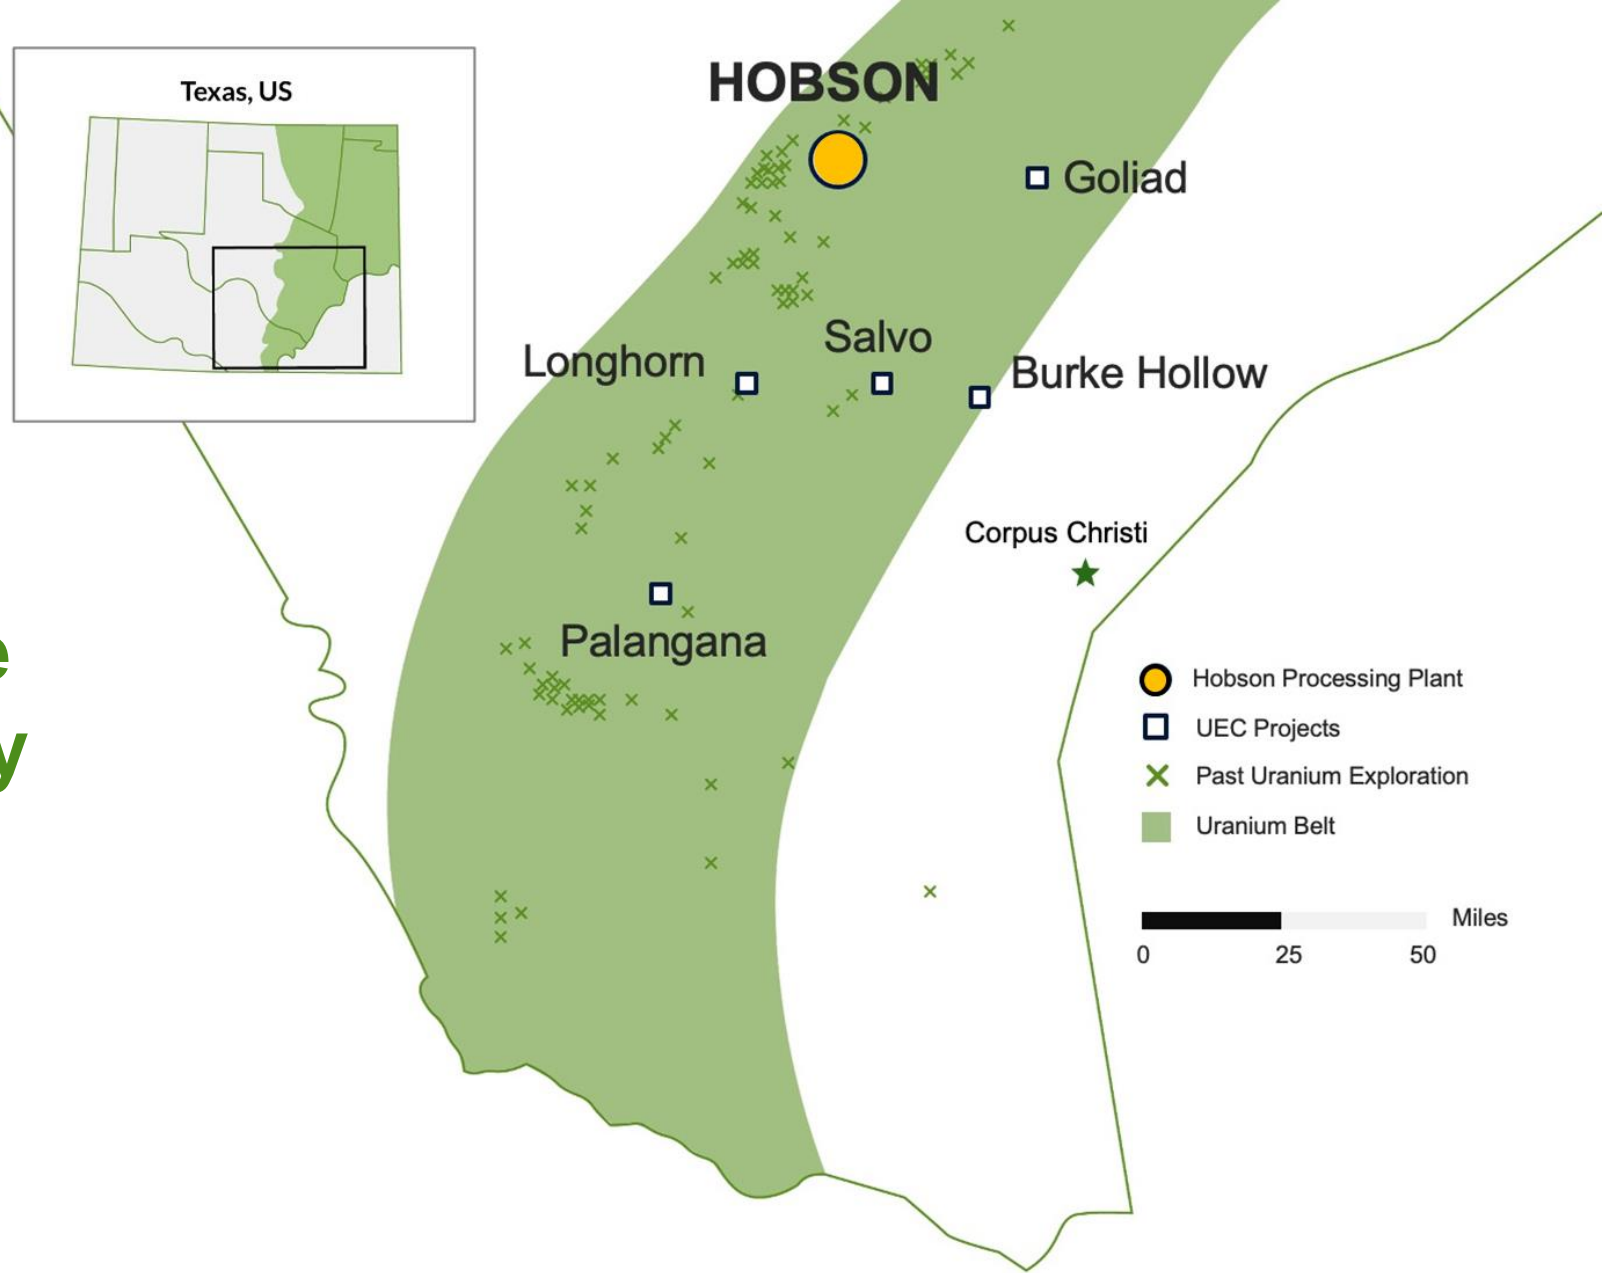 Texas, US
HOBSON
Goliad
Salvo
Longhorn
Burke Hollow
Corpus Christi
Palangana
e
y
Hobson Processing Plant
UEC Projects
Past Uranium Exploration
Uranium Belt
Miles
0 25 50